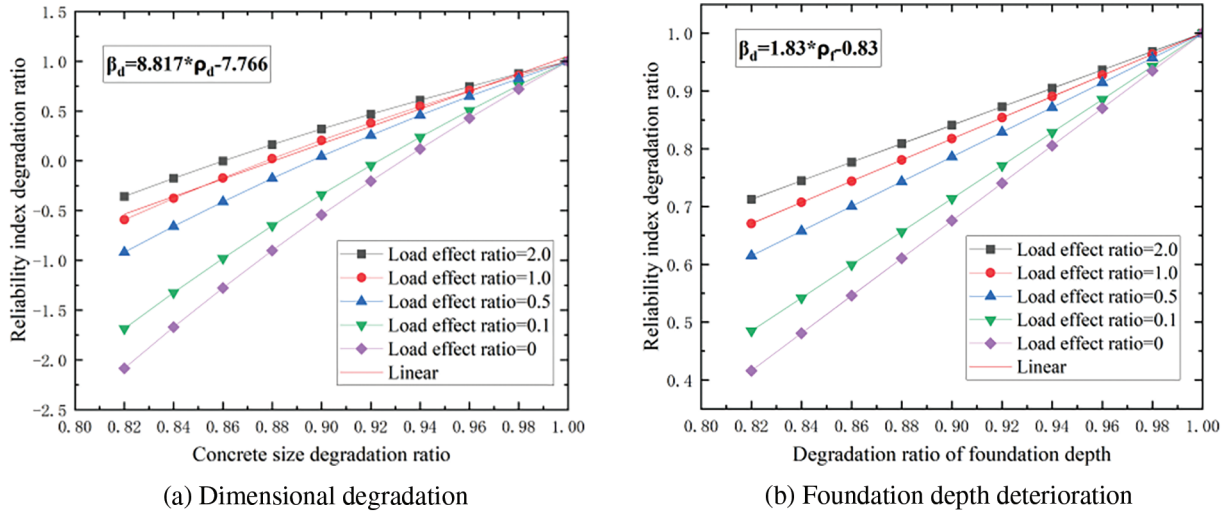 β_d=8.817*ρ_d-7.766
1.5
1.0
0.5
0.0
-0.5
-1.0
-1.5
-2.0
-2.5
Reliability index degradation ratio
Load effect ratio=2.0
Load effect ratio=1.0
Load effect ratio=0.5
Load effect ratio=0.1
Load effect ratio=0
Linear
0.80 0.82 0.84 0.86 0.88 0.90 0.92 0.94 0.96 0.98 1.00
Concrete size degradation ratio
(a) Dimensional degradation
β_d=1.83*ρ_f-0.83
1.0
0.9
0.8
0.7
0.6
0.5
0.4
Reliability index degradation ratio
Load effect ratio=2.0
Load effect ratio=1.0
Load effect ratio=0.5
Load effect ratio=0.1
Load effect ratio=0
Linear
0.80 0.82 0.84 0.86 0.88 0.90 0.92 0.94 0.96 0.98 1.00
Degradation ratio of foundation depth
(b) Foundation depth deterioration